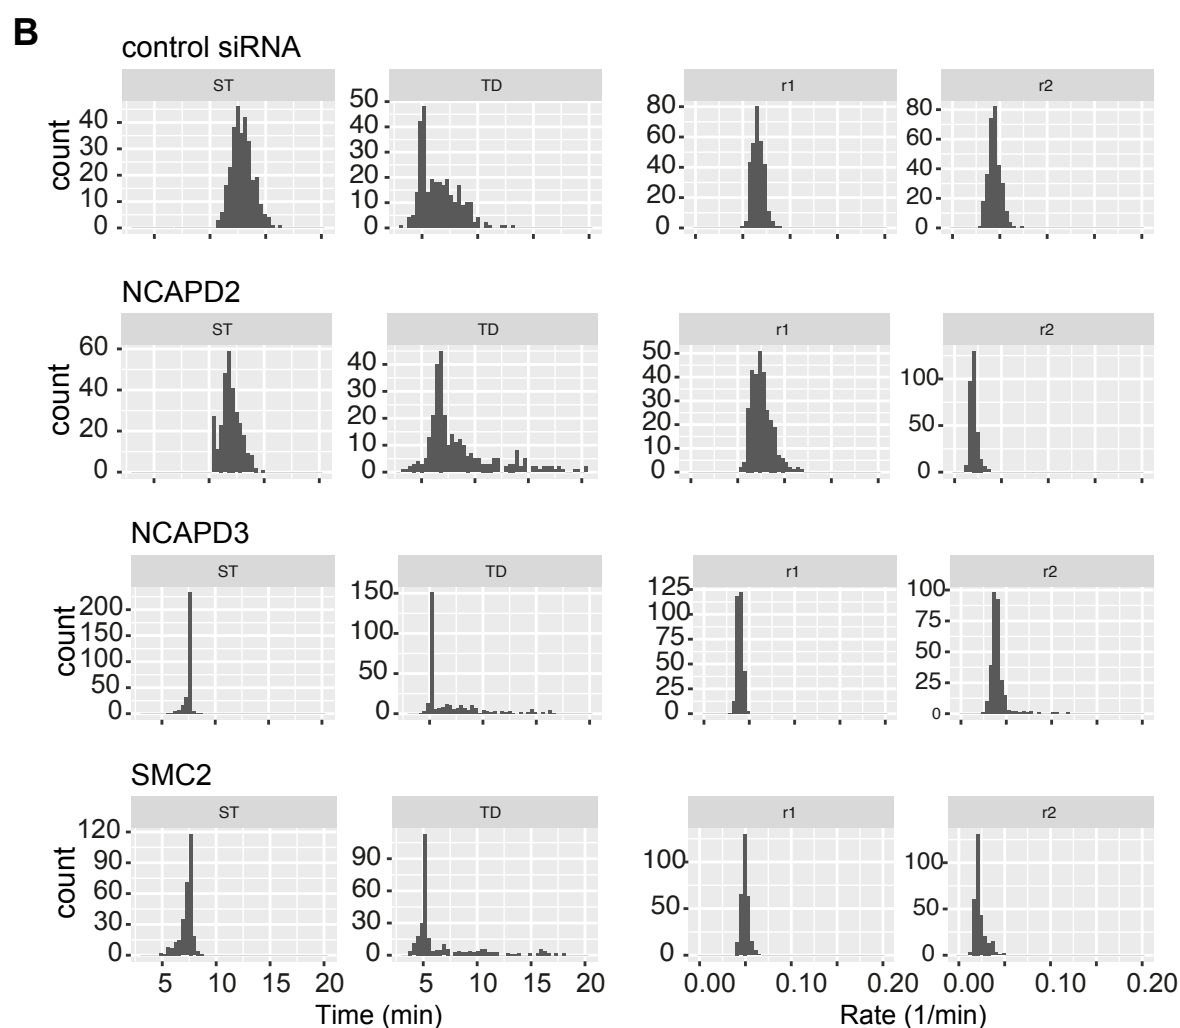 B
control siRNA
ST TD r1 r2
count
40 30 20 10 0
50 40 30 20 10 0
80 60 40 20 0
80 60 40 20 0
NCAPD2
ST TD r1 r2
count
60 40 20 0
40 30 20 10 0
50 40 30 20 10 0
100 50 0
NCAPD3
ST TD r1 r2
count
200 150 100 50 0
150 100 50 0
125 100 75 50 25 0
100 75 50 25 0
SMC2
ST TD r1 r2
count
120 90 60 30 0
90 60 30 0
100 50 0
100 50 0
5 10 15 20 5 10 15 20 0.00 0.10 0.20 0.00 0.10 0.20
Time (min) Rate (1/min)